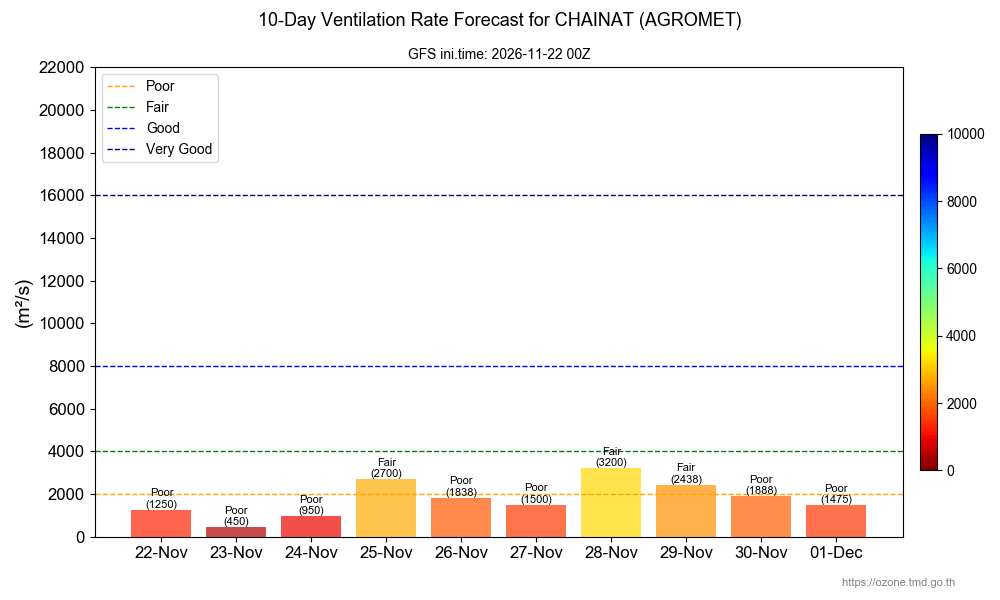 10-Day Ventilation Rate Forecast for CHAINAT (AGROMET)
GFS ini.time: 2026-11-22 00Z
(m²/s)
22000
20000
18000
16000
14000
12000
10000
8000
6000
4000
2000
0
Poor
Fair
Good
Very Good
Poor
(1250)
Poor
(450)
Poor
(950)
Fair
(2700)
Poor
(1838)
Poor
(1500)
Fair
(3200)
Fair
(2438)
Poor
(1888)
Poor
(1475)
22-Nov
23-Nov
24-Nov
25-Nov
26-Nov
27-Nov
28-Nov
29-Nov
30-Nov
01-Dec
10000
8000
6000
4000
2000
0
https://ozone.tmd.go.th